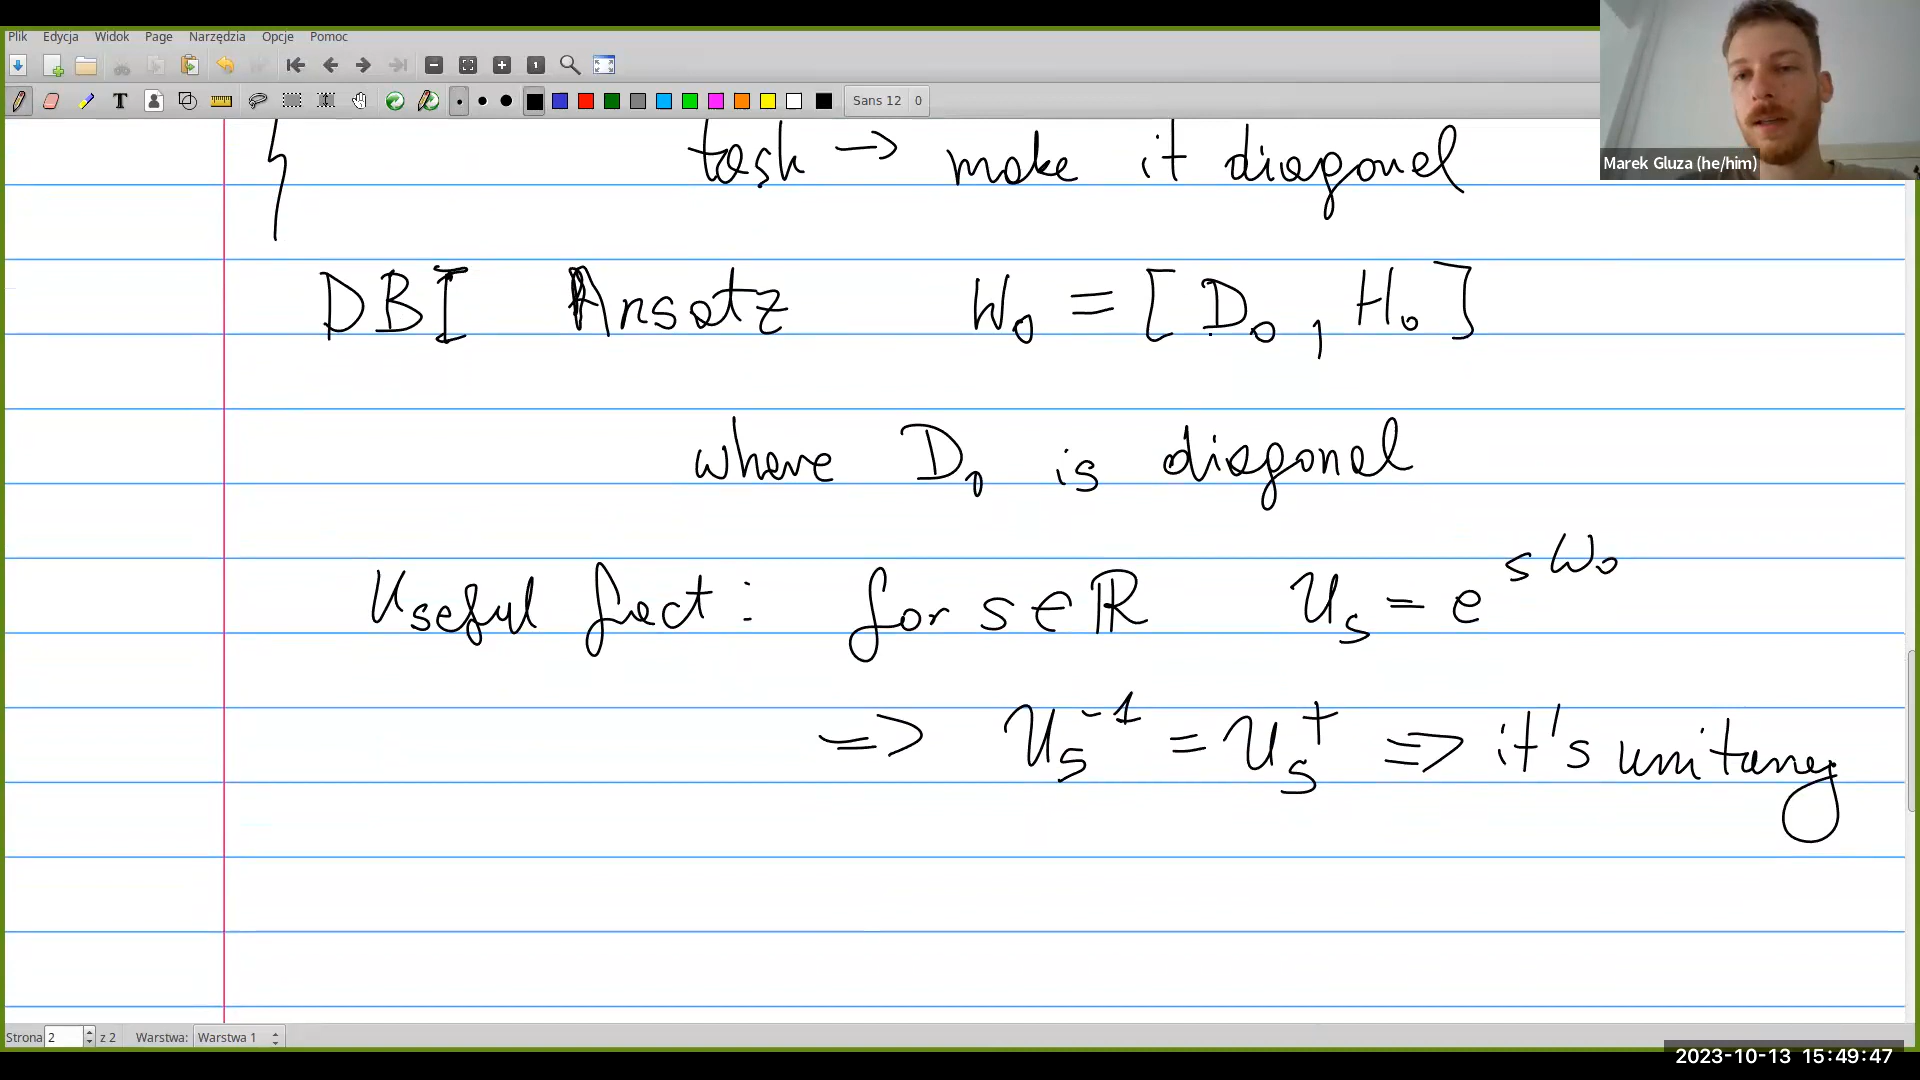 Plik Edycja Widok Page Narzędzia Opcje Pomoc
Sans 12 0
Marek Gluza (he/him)
task -> make it diagonal
DBI Ansatz W₀ = [D₀, H₀]
where D₀ is diagonal
Useful fact: for s ∈ ℝ Uₛ = e^{sW₀}
=> Uₛ⁻¹ = Uₛ† => it's unitary
Strona 2 z 2 Warstwa: Warstwa 1
2023-10-13 15:49:47